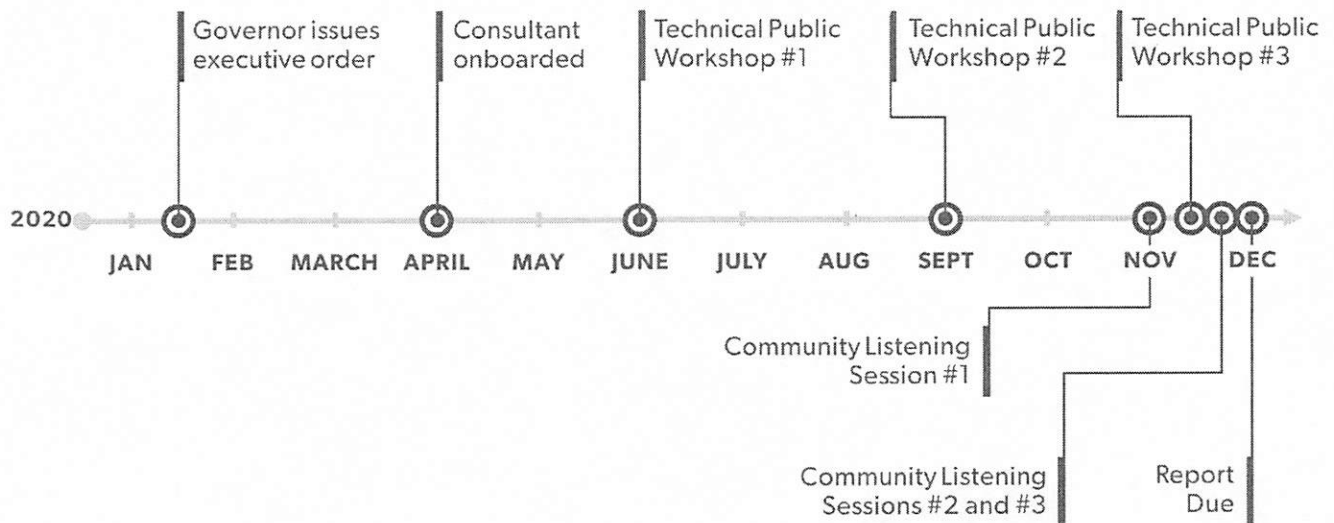 Governor issues
executive order
Consultant
onboarded
Technical Public
Workshop #1
Technical Public
Workshop #2
Technical Public
Workshop #3
2020
JAN
FEB
MARCH
APRIL
MAY
JUNE
JULY
AUG
SEPT
OCT
NOV
DEC
Community Listening
Session #1
Community Listening
Sessions #2 and #3
Report
Due